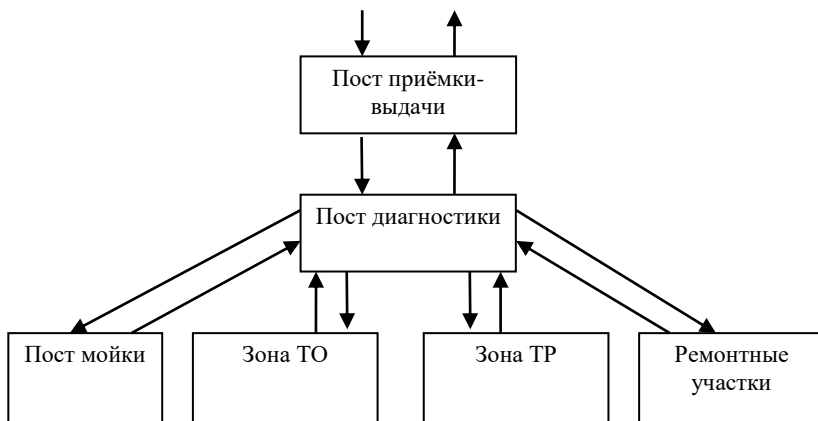 Пост приёмки-
выдачи
Пост диагностики
Пост мойки
Зона ТО
Зона ТР
Ремонтные
участки